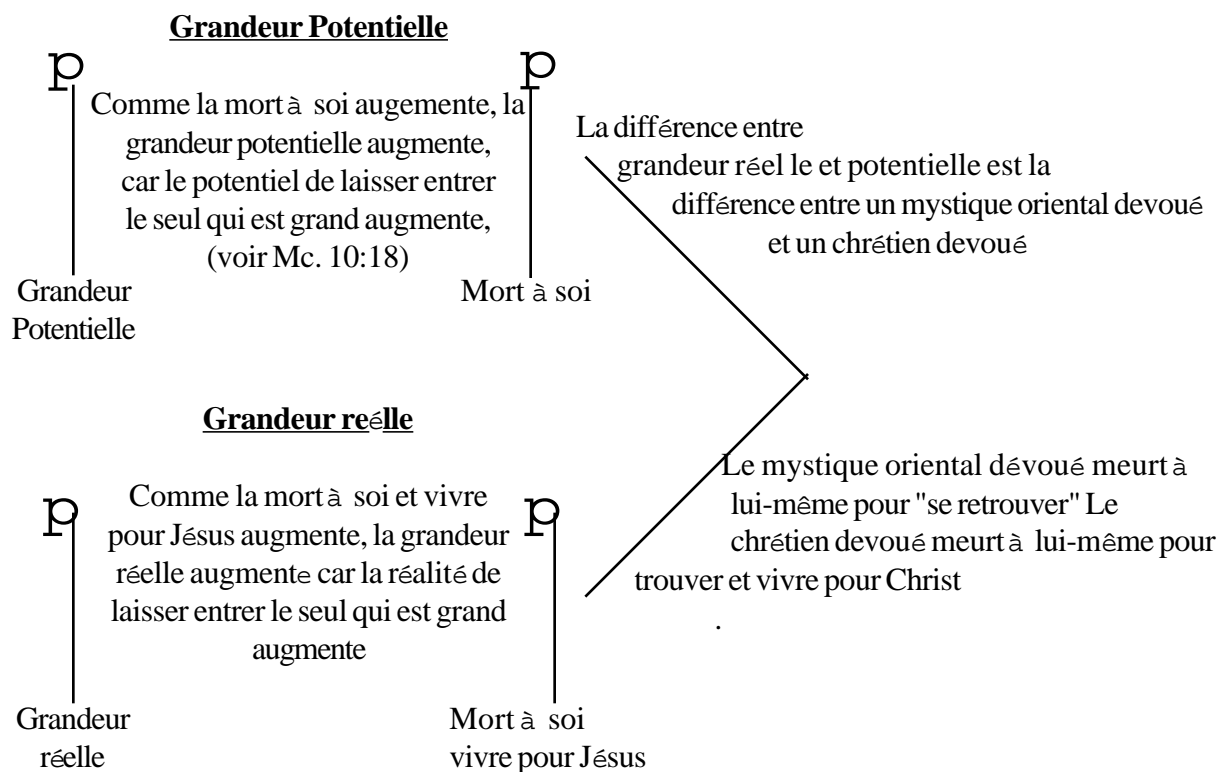 Grandeur Potentielle
p
p
Comme la mort à soi augemente, la
grandeur potentielle augmente,
car le potentiel de laisser entrer
le seul qui est grand augmente,
(voir Mc. 10:18)
Grandeur
Potentielle
Mort à soi
La différence entre
grandeur réel le et potentielle est la
différence entre un mystique oriental devoué
et un chrétien devoué
Grandeur reélle
p
p
Comme la mort à soi et vivre
pour Jésus augmente, la grandeur
réelle augmente car la réalité de
laisser entrer le seul qui est grand
augmente
Grandeur
réelle
Mort à soi
vivre pour Jésus
Le mystique oriental dévoué meurt à
lui-même pour "se retrouver" Le
chrétien devoué meurt à lui-même pour
trouver et vivre pour Christ
.